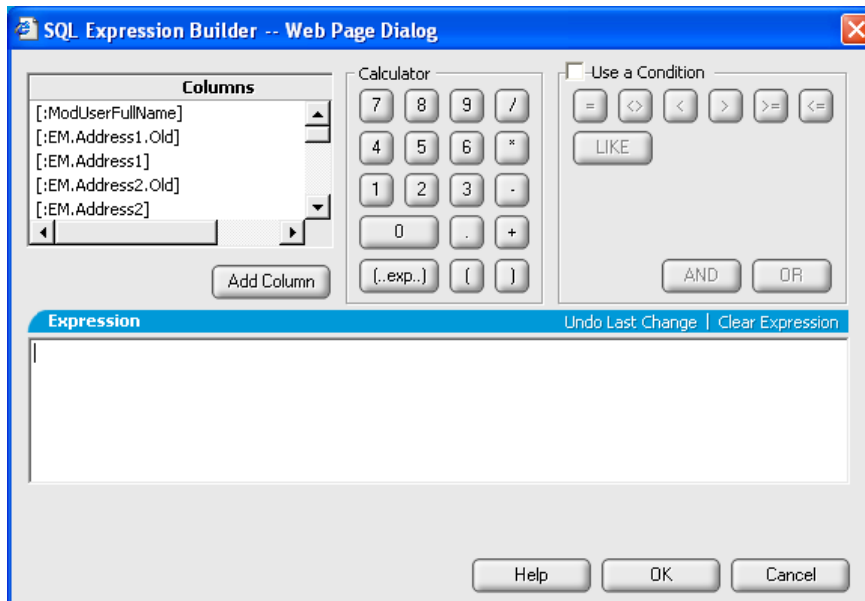 SQL Expression Builder -- Web Page Dialog
Columns
[:ModUserFullName]
[:EM.Address1.Old]
[:EM.Address1]
[:EM.Address2.Old]
[:EM.Address2]
Add Column
Calculator
7 8 9 /
4 5 6 *
1 2 3 -
0 . +
(..exp..) ( )
Use a Condition
= <> < > >= <=
LIKE
AND OR
Expression
Undo Last Change | Clear Expression
Help OK Cancel